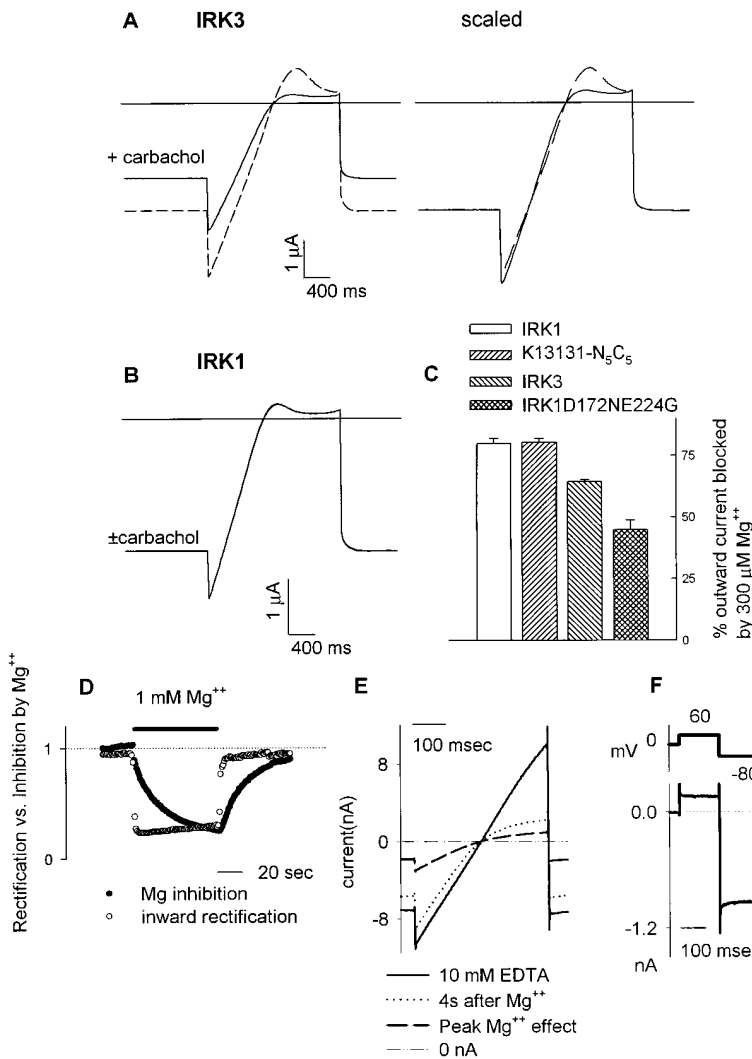 A IRK3 scaled
+ carbachol
1 μA
400 ms
1 μA
400 ms
B IRK1
±carbachol
C
IRK1
K13131-N5C5
IRK3
IRK1D172NE224G
75
50
25
0
% outward current blocked
by 300 μM Mg++
D
1 mM Mg++
Rectification vs. Inhibition by Mg++
1
0
20 sec
Mg inhibition
inward rectification
E
100 msec
8
0
-8
current(nA)
10 mM EDTA
4s after Mg++
Peak Mg++ effect
0 nA
F
60
0
mV
-80
0.0
-1.2
nA
100 msec